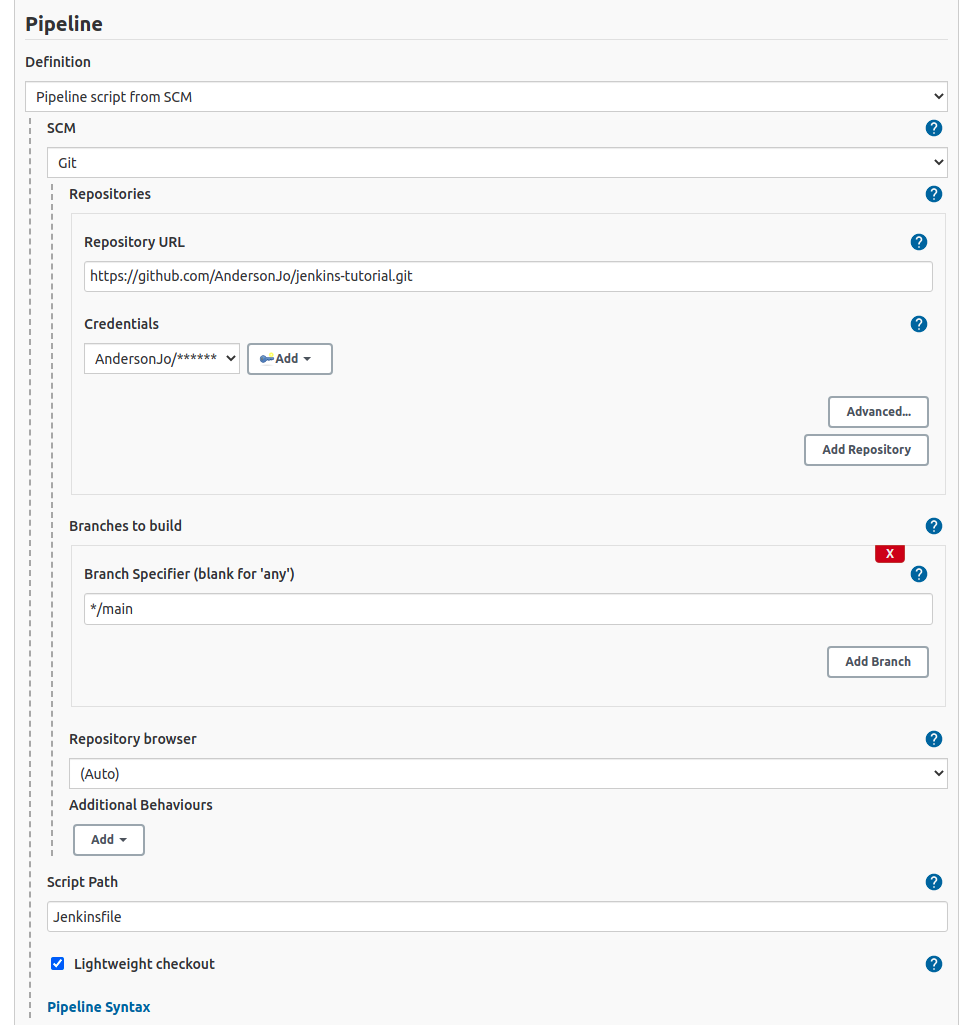 Pipeline
Definition
Pipeline script from SCM
SCM
?
Git
Repositories
?
Repository URL
?
https://github.com/AndersonJo/jenkins-tutorial.git
Credentials
?
AndersonJo/******
Add
Advanced...
Add Repository
Branches to build
?
X
Branch Specifier (blank for 'any')
?
*/main
Add Branch
Repository browser
?
(Auto)
Additional Behaviours
Add
Script Path
?
Jenkinsfile
Lightweight checkout
?
Pipeline Syntax